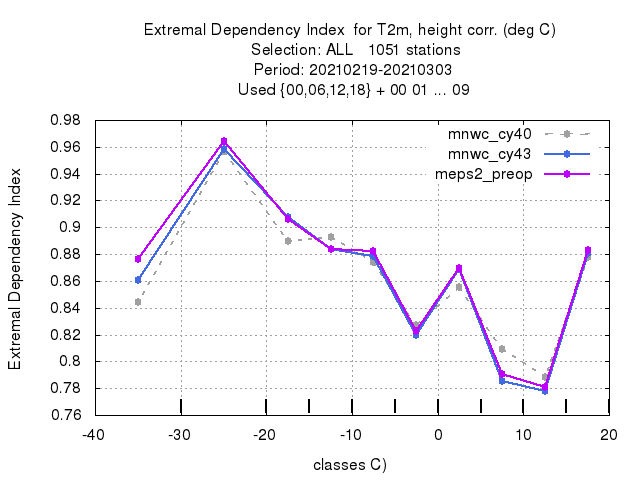 Extremal Dependency Index  for T2m, height corr. (deg C)
Selection: ALL   1051 stations
Period: 20210219-20210303
Used {00,06,12,18} + 00 01 ... 09
mnwc_cy40
mnwc_cy43
meps2_preop
Extremal Dependency Index
0.98
0.96
0.94
0.92
0.9
0.88
0.86
0.84
0.82
0.8
0.78
0.76
-40
-30
-20
-10
0
10
20
classes C)